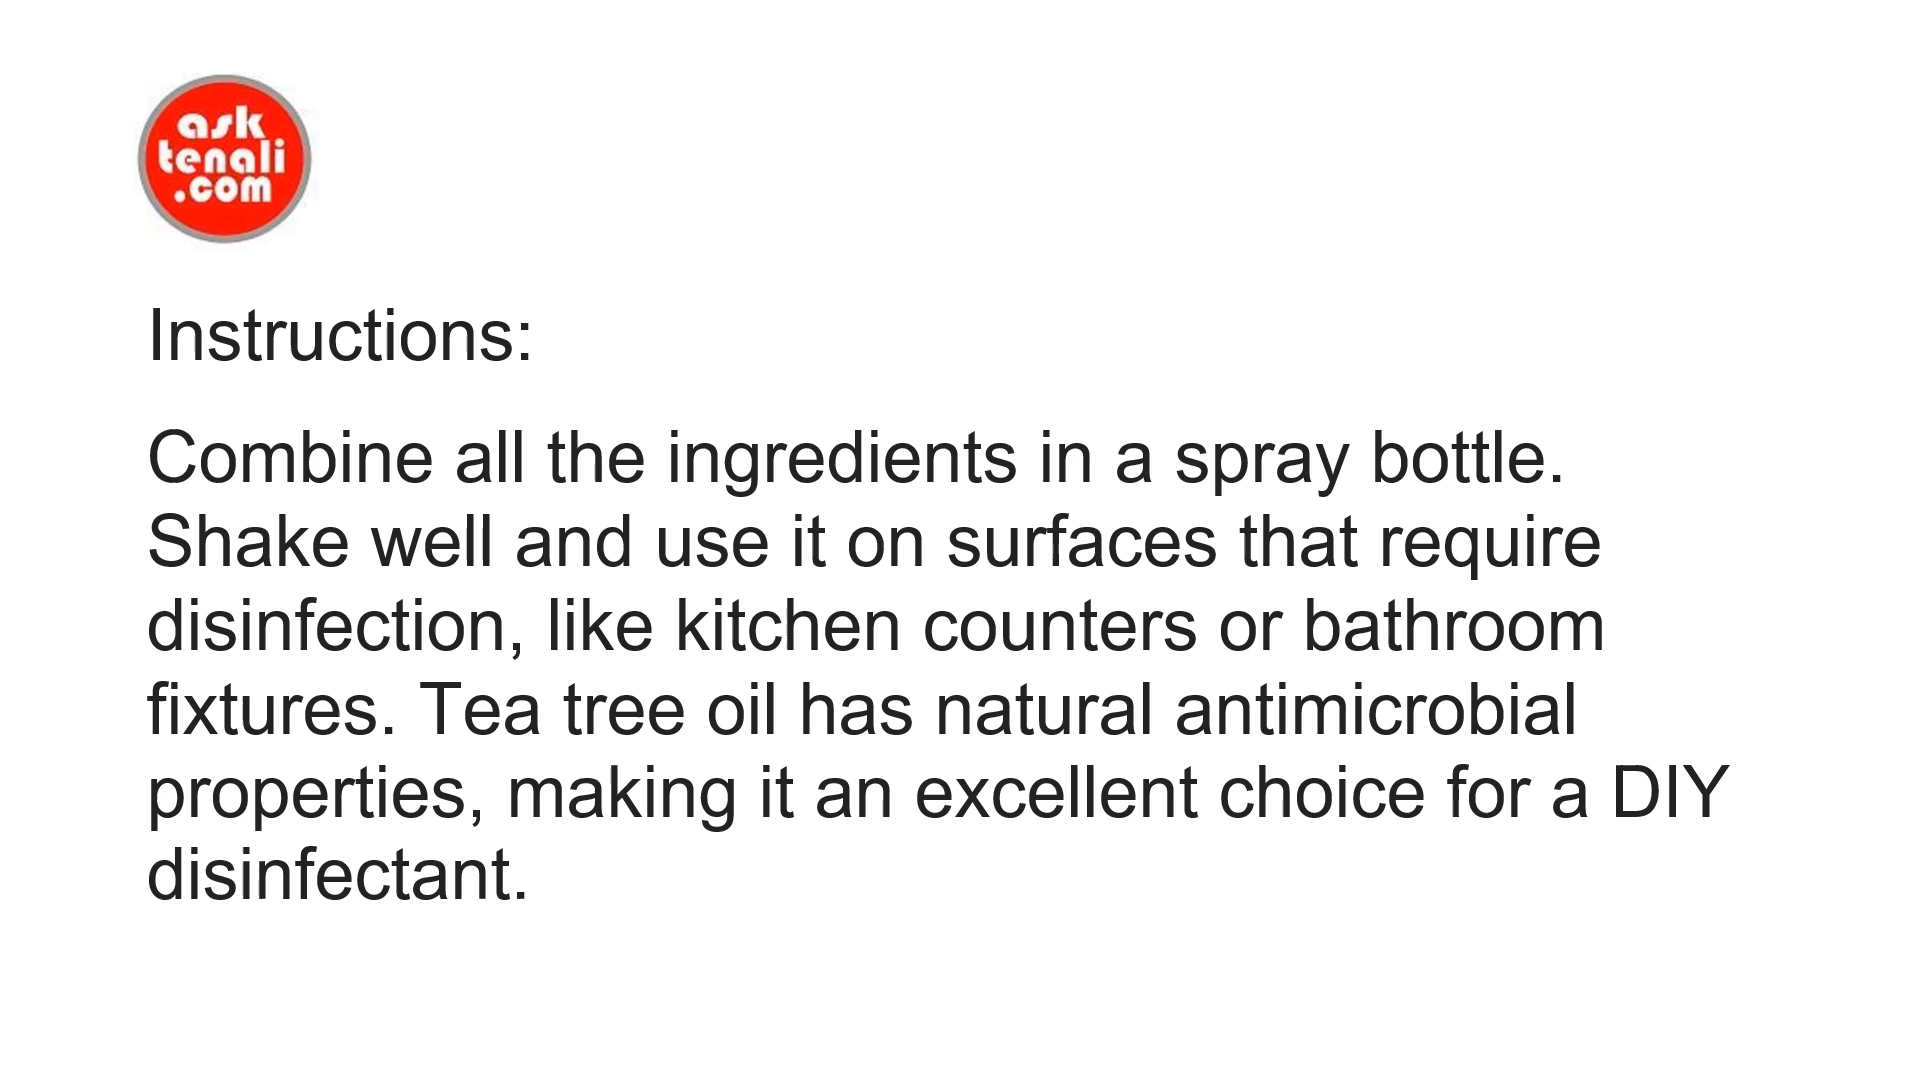 ask
tenali
.com
Instructions:
Combine all the ingredients in a spray bottle.
Shake well and use it on surfaces that require
disinfection, like kitchen counters or bathroom
fixtures. Tea tree oil has natural antimicrobial
properties, making it an excellent choice for a DIY
disinfectant.